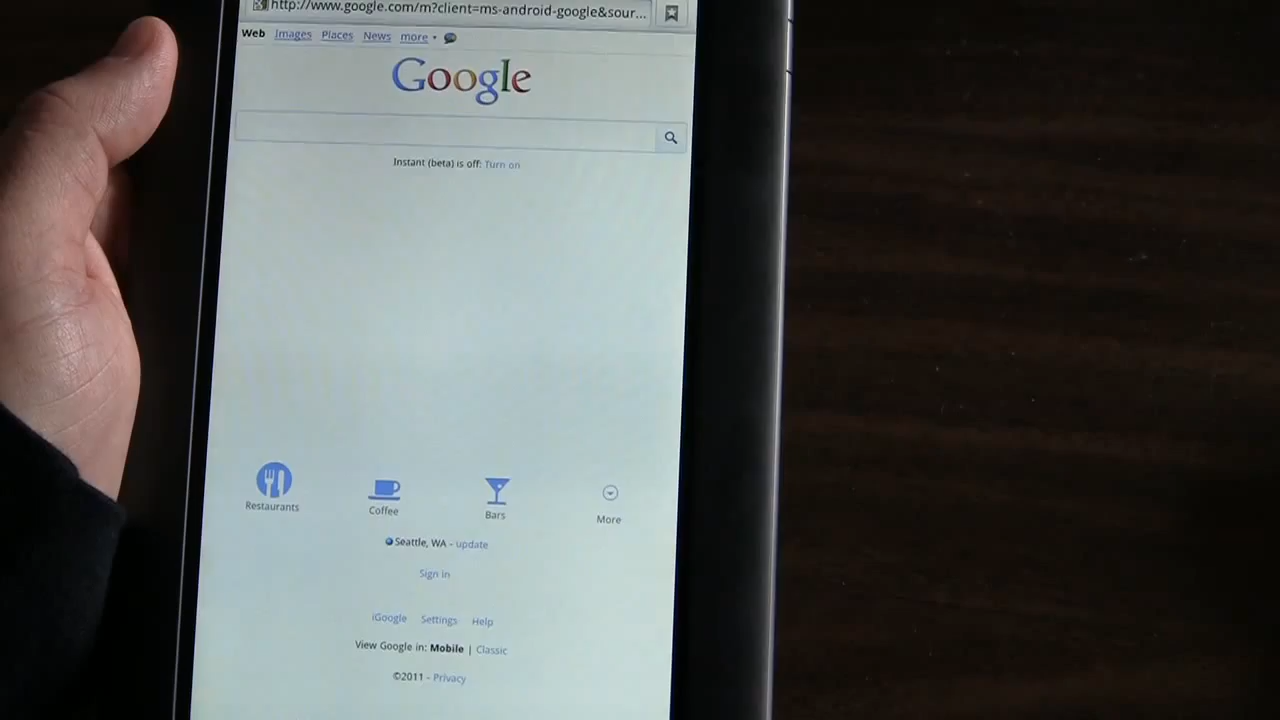 http://www.google.com/m?client=ms-android-google&sour...
Web Images Places News more
Google
Instant (beta) is off: Turn on
Restaurants Coffee Bars More
Seattle, WA - update
Sign in
iGoogle Settings Help
View Google in: Mobile | Classic
©2011 - Privacy